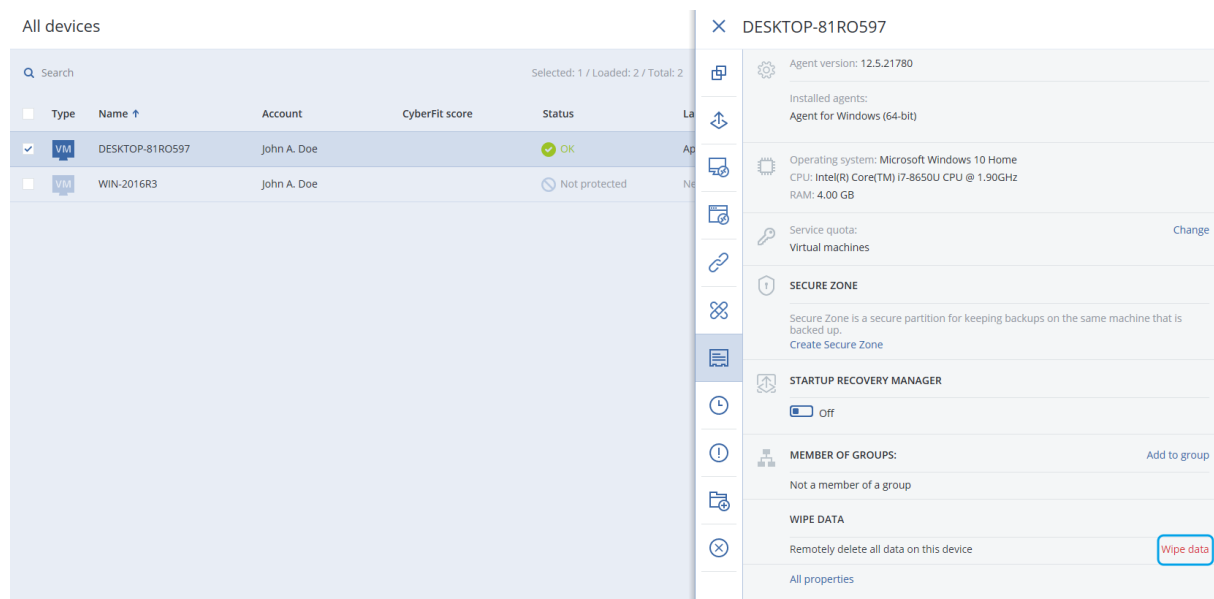 All devices
Search
Selected: 1 / Loaded: 2 / Total: 2
Type Name ↑ Account CyberFit score Status La
VM DESKTOP-81RO597 John A. Doe OK Ap
VM WIN-2016R3 John A. Doe Not protected Ne
DESKTOP-81RO597
Agent version: 12.5.21780
Installed agents:
Agent for Windows (64-bit)
Operating system: Microsoft Windows 10 Home
CPU: Intel(R) Core(TM) i7-8650U CPU @ 1.90GHz
RAM: 4.00 GB
Service quota: Change
Virtual machines
SECURE ZONE
Secure Zone is a secure partition for keeping backups on the same machine that is
backed up.
Create Secure Zone
STARTUP RECOVERY MANAGER
Off
MEMBER OF GROUPS: Add to group
Not a member of a group
WIPE DATA
Remotely delete all data on this device Wipe data
All properties